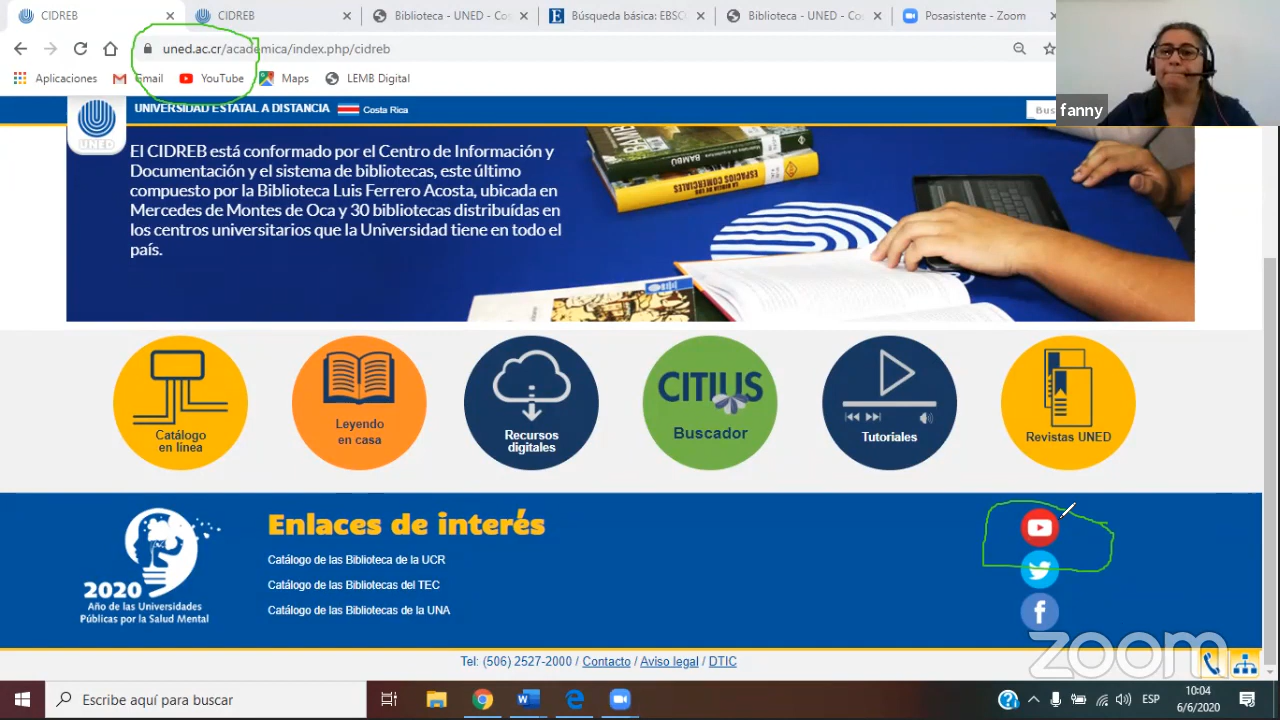 CIDREB
CIDREB
Biblioteca - UNED - Co
Búsqueda básica: EBSC
Biblioteca - UNED - Co
Posasistente - Zoom
uned.ac.cr/academica/index.php/cidreb
Aplicaciones
Gmail
YouTube
Maps
LEMB Digital
fanny
UNED
UNIVERSIDAD ESTATAL A DISTANCIA
Costa Rica
Bus
El CIDREB está conformado por el Centro de Información y
Documentación y el sistema de bibliotecas, este último
compuesto por la Biblioteca Luis Ferrero Acosta, ubicada en
Mercedes de Montes de Oca y 30 bibliotecas distribuídas en
los centros universitarios que la Universidad tiene en todo el
país.
BAMBÚ
ESPACIOS COMERCIALES
Catálogo
en línea
Leyendo
en casa
Recursos
digitales
CITIUS
Buscador
Tutoriales
Revistas UNED
2020
Año de las Universidades
Públicas por la Salud Mental
Enlaces de interés
Catálogo de las Biblioteca de la UCR
Catálogo de las Bibliotecas del TEC
Catálogo de las Bibliotecas de la UNA
Tel: (506) 2527-2000 / Contacto / Aviso legal / DTIC
zoom
Escribe aquí para buscar
ESP
10:04
6/6/2020